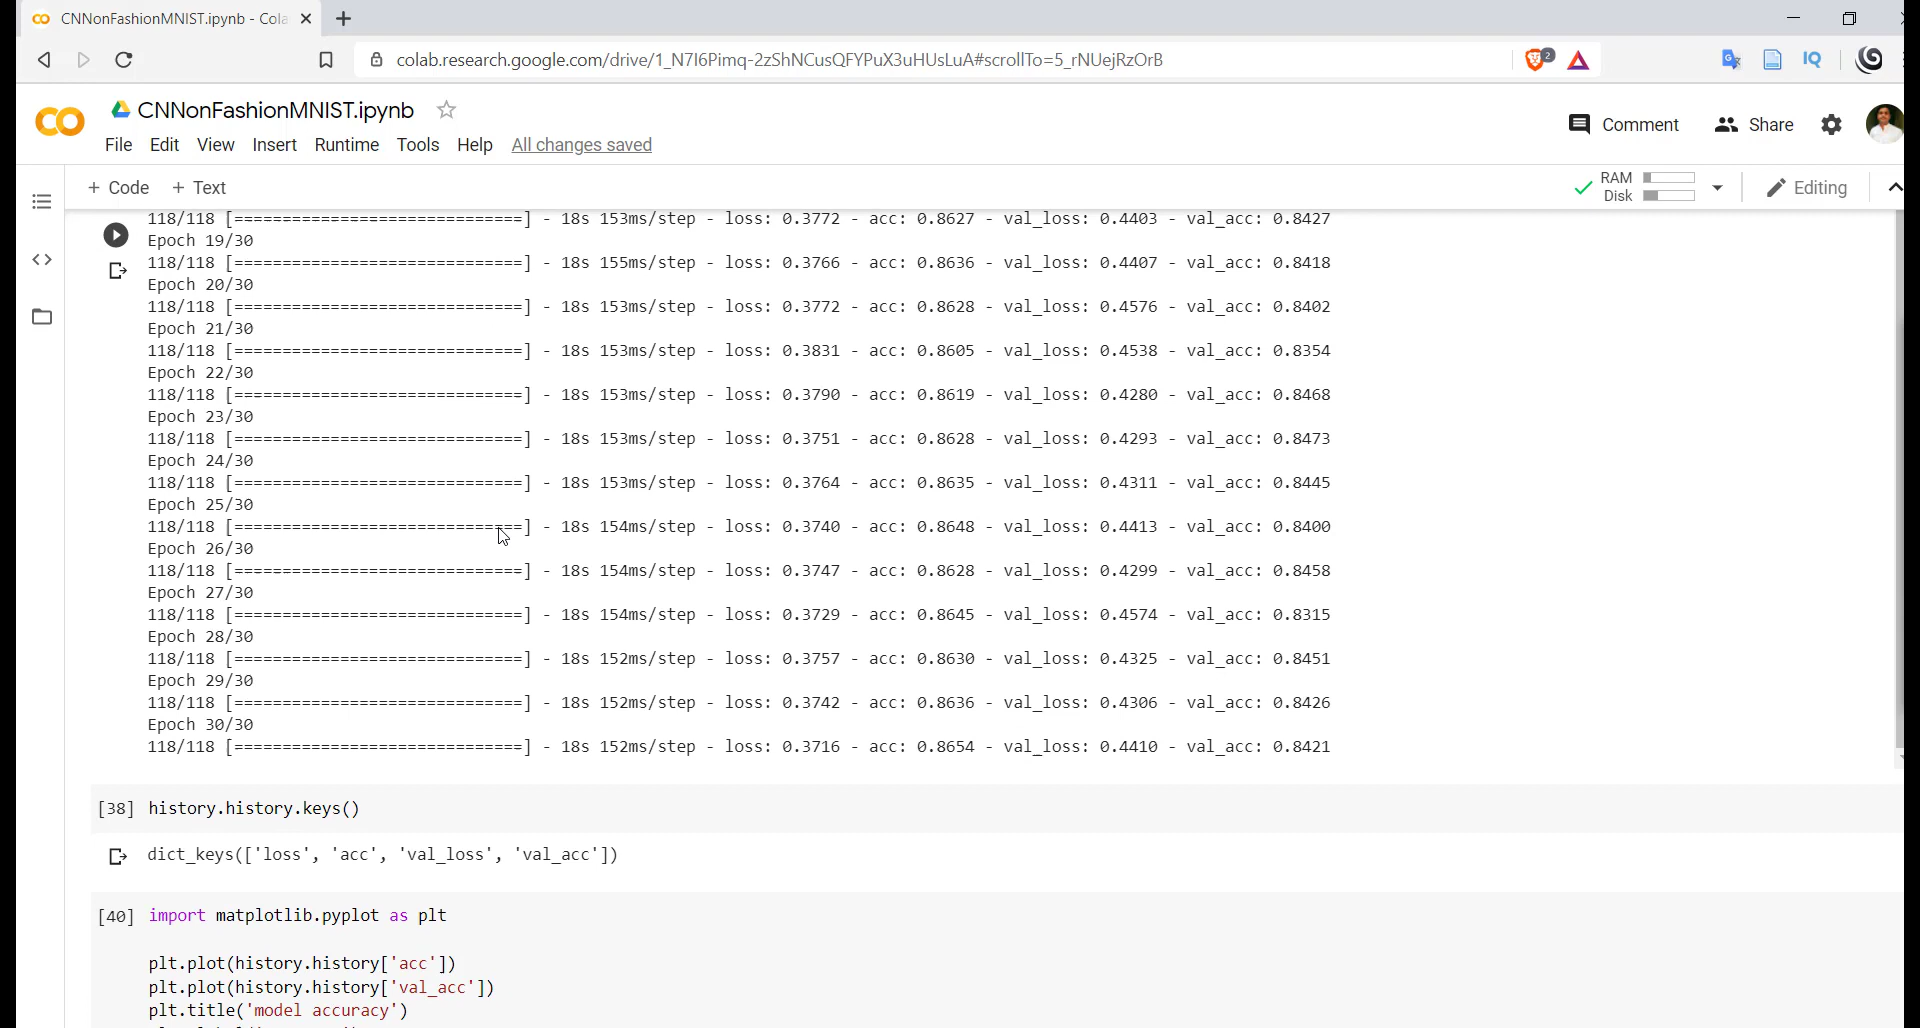 CNNonFashionMNIST.ipynb - Cola
colab.research.google.com/drive/1_N7I6Pimq-2zShNCusQFYPuX3uHUsLuA#scrollTo=5_rNUejRzOrB
2
IQ
CNNonFashionMNIST.ipynb
Comment
Share
File Edit View Insert Runtime Tools Help All changes saved
+ Code + Text
RAM
Disk
Editing
118/118 [==============================] - 18s 153ms/step - loss: 0.3772 - acc: 0.8627 - val_loss: 0.4403 - val_acc: 0.8427
Epoch 19/30
118/118 [==============================] - 18s 155ms/step - loss: 0.3766 - acc: 0.8636 - val_loss: 0.4407 - val_acc: 0.8418
Epoch 20/30
118/118 [==============================] - 18s 153ms/step - loss: 0.3772 - acc: 0.8628 - val_loss: 0.4576 - val_acc: 0.8402
Epoch 21/30
118/118 [==============================] - 18s 153ms/step - loss: 0.3831 - acc: 0.8605 - val_loss: 0.4538 - val_acc: 0.8354
Epoch 22/30
118/118 [==============================] - 18s 153ms/step - loss: 0.3790 - acc: 0.8619 - val_loss: 0.4280 - val_acc: 0.8468
Epoch 23/30
118/118 [==============================] - 18s 153ms/step - loss: 0.3751 - acc: 0.8628 - val_loss: 0.4293 - val_acc: 0.8473
Epoch 24/30
118/118 [==============================] - 18s 153ms/step - loss: 0.3764 - acc: 0.8635 - val_loss: 0.4311 - val_acc: 0.8445
Epoch 25/30
118/118 [==============================] - 18s 154ms/step - loss: 0.3740 - acc: 0.8648 - val_loss: 0.4413 - val_acc: 0.8400
Epoch 26/30
118/118 [==============================] - 18s 154ms/step - loss: 0.3747 - acc: 0.8628 - val_loss: 0.4299 - val_acc: 0.8458
Epoch 27/30
118/118 [==============================] - 18s 154ms/step - loss: 0.3729 - acc: 0.8645 - val_loss: 0.4574 - val_acc: 0.8315
Epoch 28/30
118/118 [==============================] - 18s 152ms/step - loss: 0.3757 - acc: 0.8630 - val_loss: 0.4325 - val_acc: 0.8451
Epoch 29/30
118/118 [==============================] - 18s 152ms/step - loss: 0.3742 - acc: 0.8636 - val_loss: 0.4306 - val_acc: 0.8426
Epoch 30/30
118/118 [==============================] - 18s 152ms/step - loss: 0.3716 - acc: 0.8654 - val_loss: 0.4410 - val_acc: 0.8421
[38] history.history.keys()
dict_keys(['loss', 'acc', 'val_loss', 'val_acc'])
[40] import matplotlib.pyplot as plt
plt.plot(history.history['acc'])
plt.plot(history.history['val_acc'])
plt.title('model accuracy')